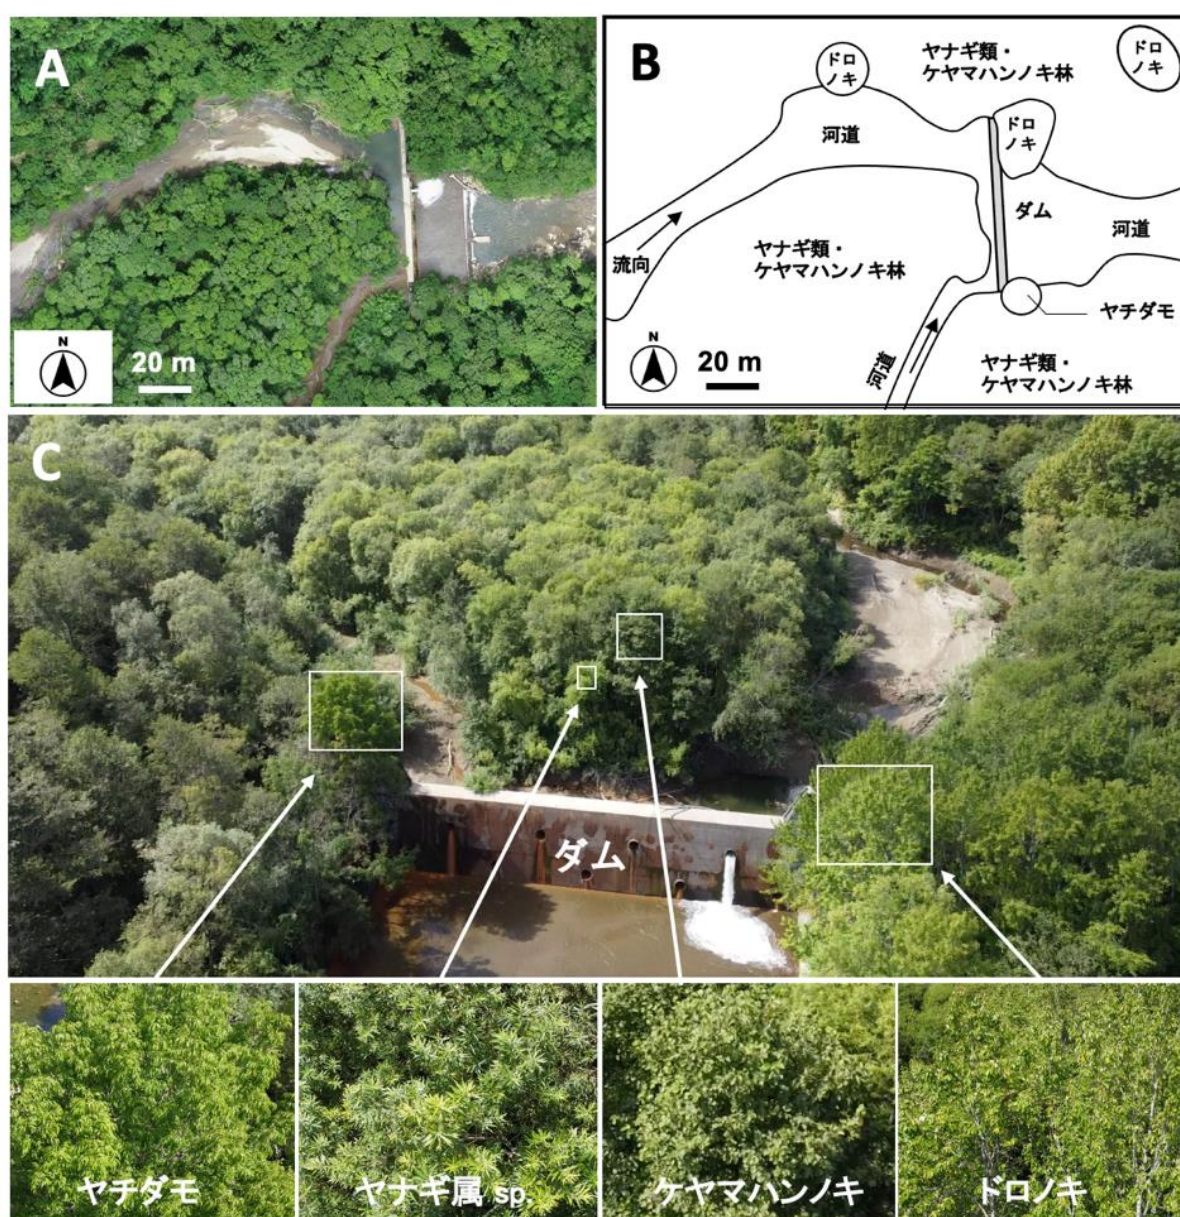 A
N
20 m
B
ドロ
ノキ
ヤナギ類・
ケヤマハンノキ林
ドロ
ノキ
河道
ドロ
ノキ
ダム
河道
流向
ヤナギ類・
ケヤマハンノキ林
ヤチダモ
N
20 m
河道
ヤナギ類・
ケヤマハンノキ林
C
ダム
ヤチダモ
ヤナギ属 sp.
ケヤマハンノキ
ドロノキ